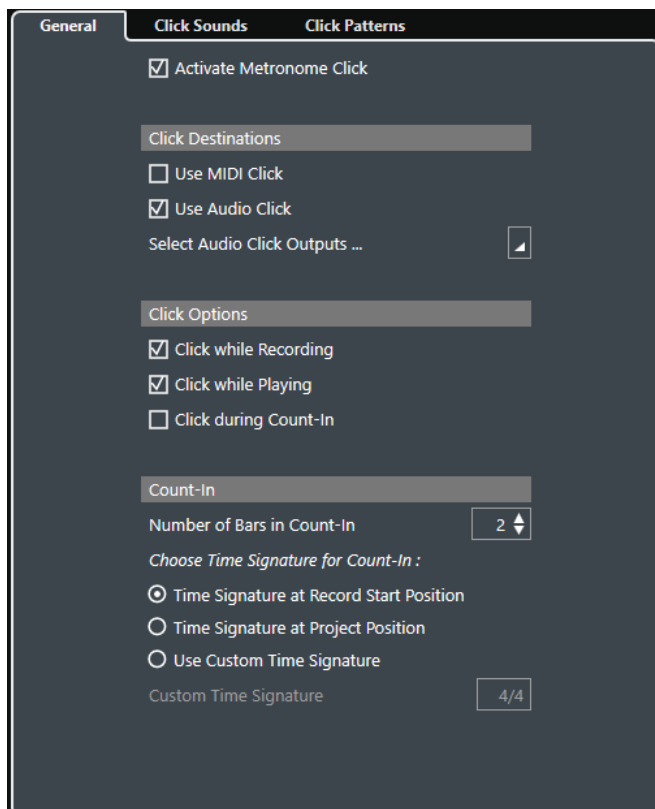 General Click Sounds Click Patterns
Activate Metronome Click
Click Destinations
Use MIDI Click
Use Audio Click
Select Audio Click Outputs ...
Click Options
Click while Recording
Click while Playing
Click during Count-In
Count-In
Number of Bars in Count-In 2
Choose Time Signature for Count-In :
Time Signature at Record Start Position
Time Signature at Project Position
Use Custom Time Signature
Custom Time Signature 4/4